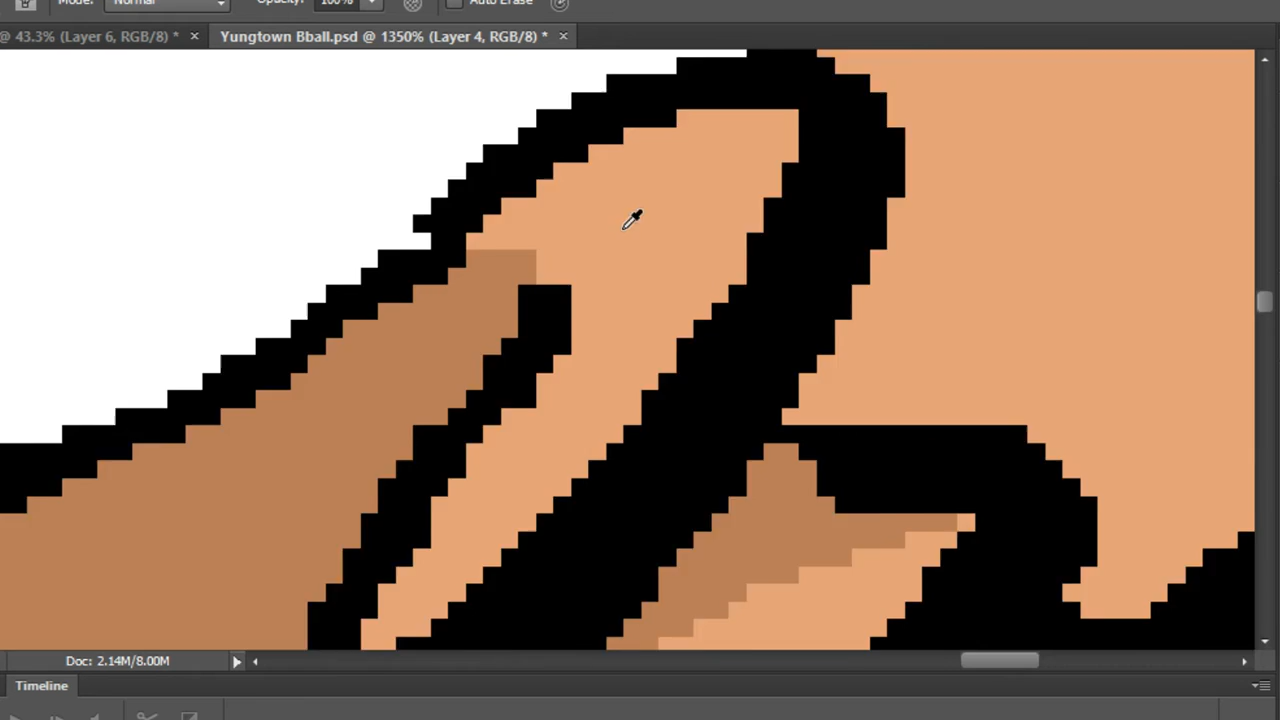 Mode: Normal Opacity: 100% Auto Erase
@ 43.3% (Layer 6, RGB/8) * × Yungtown Bball.psd @ 1350% (Layer 4, RGB/8) * ×
Doc: 2.14M/8.00M
Timeline